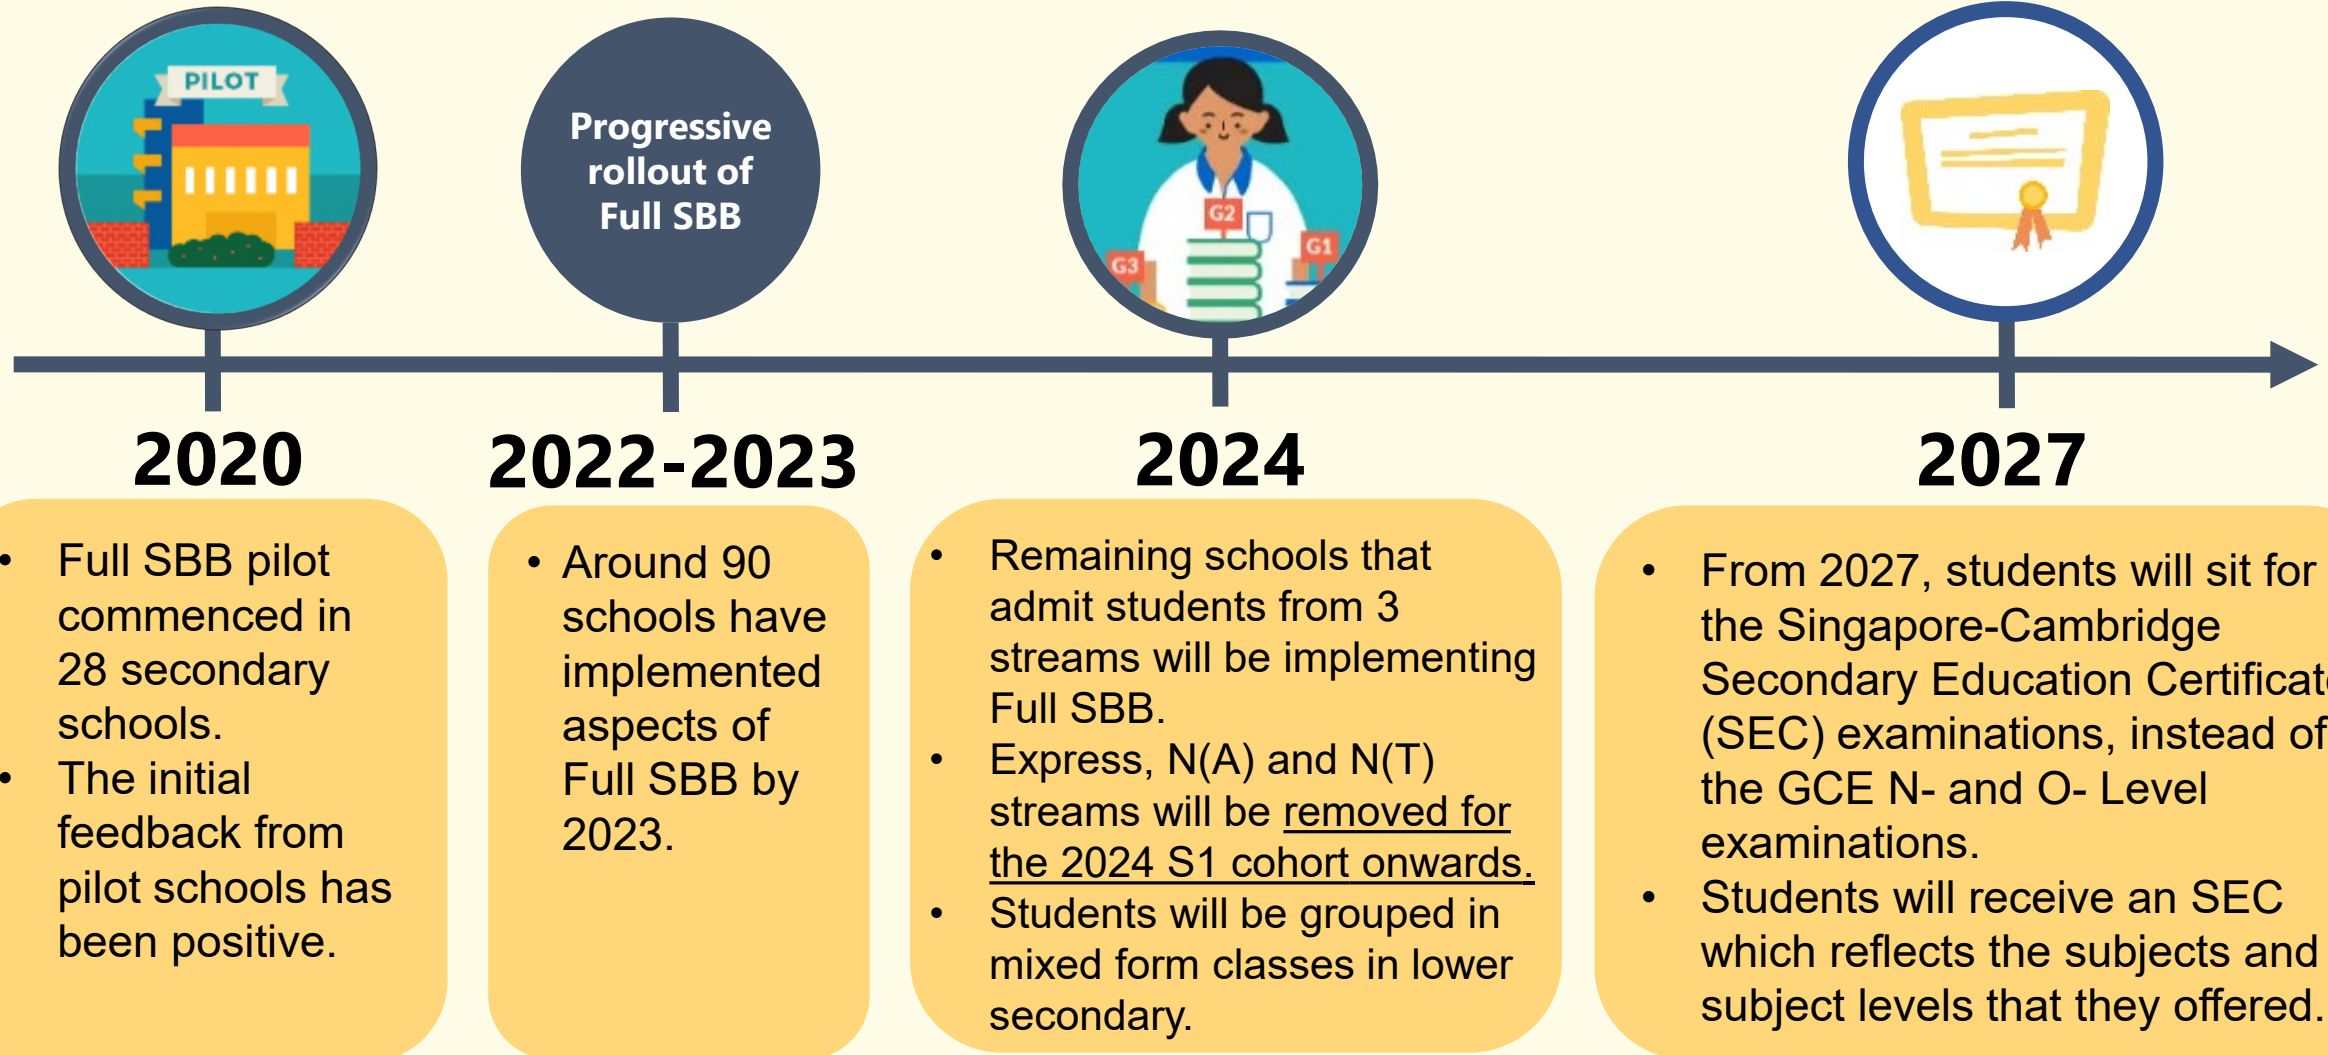 PILOT
Progressive
rollout of
Full SBB
G2
G1
G3
2020
2022-2023
2024
2027
• Full SBB pilot
commenced in
28 secondary
schools.
• The initial
feedback from
pilot schools has
been positive.
• Around 90
schools have
implemented
aspects of
Full SBB by
2023.
• Remaining schools that
admit students from 3
streams will be implementing
Full SBB.
• Express, N(A) and N(T)
streams will be removed for
the 2024 S1 cohort onwards.
• Students will be grouped in
mixed form classes in lower
secondary.
• From 2027, students will sit for
the Singapore-Cambridge
Secondary Education Certificate
(SEC) examinations, instead of
the GCE N- and O- Level
examinations.
• Students will receive an SEC
which reflects the subjects and
subject levels that they offered.